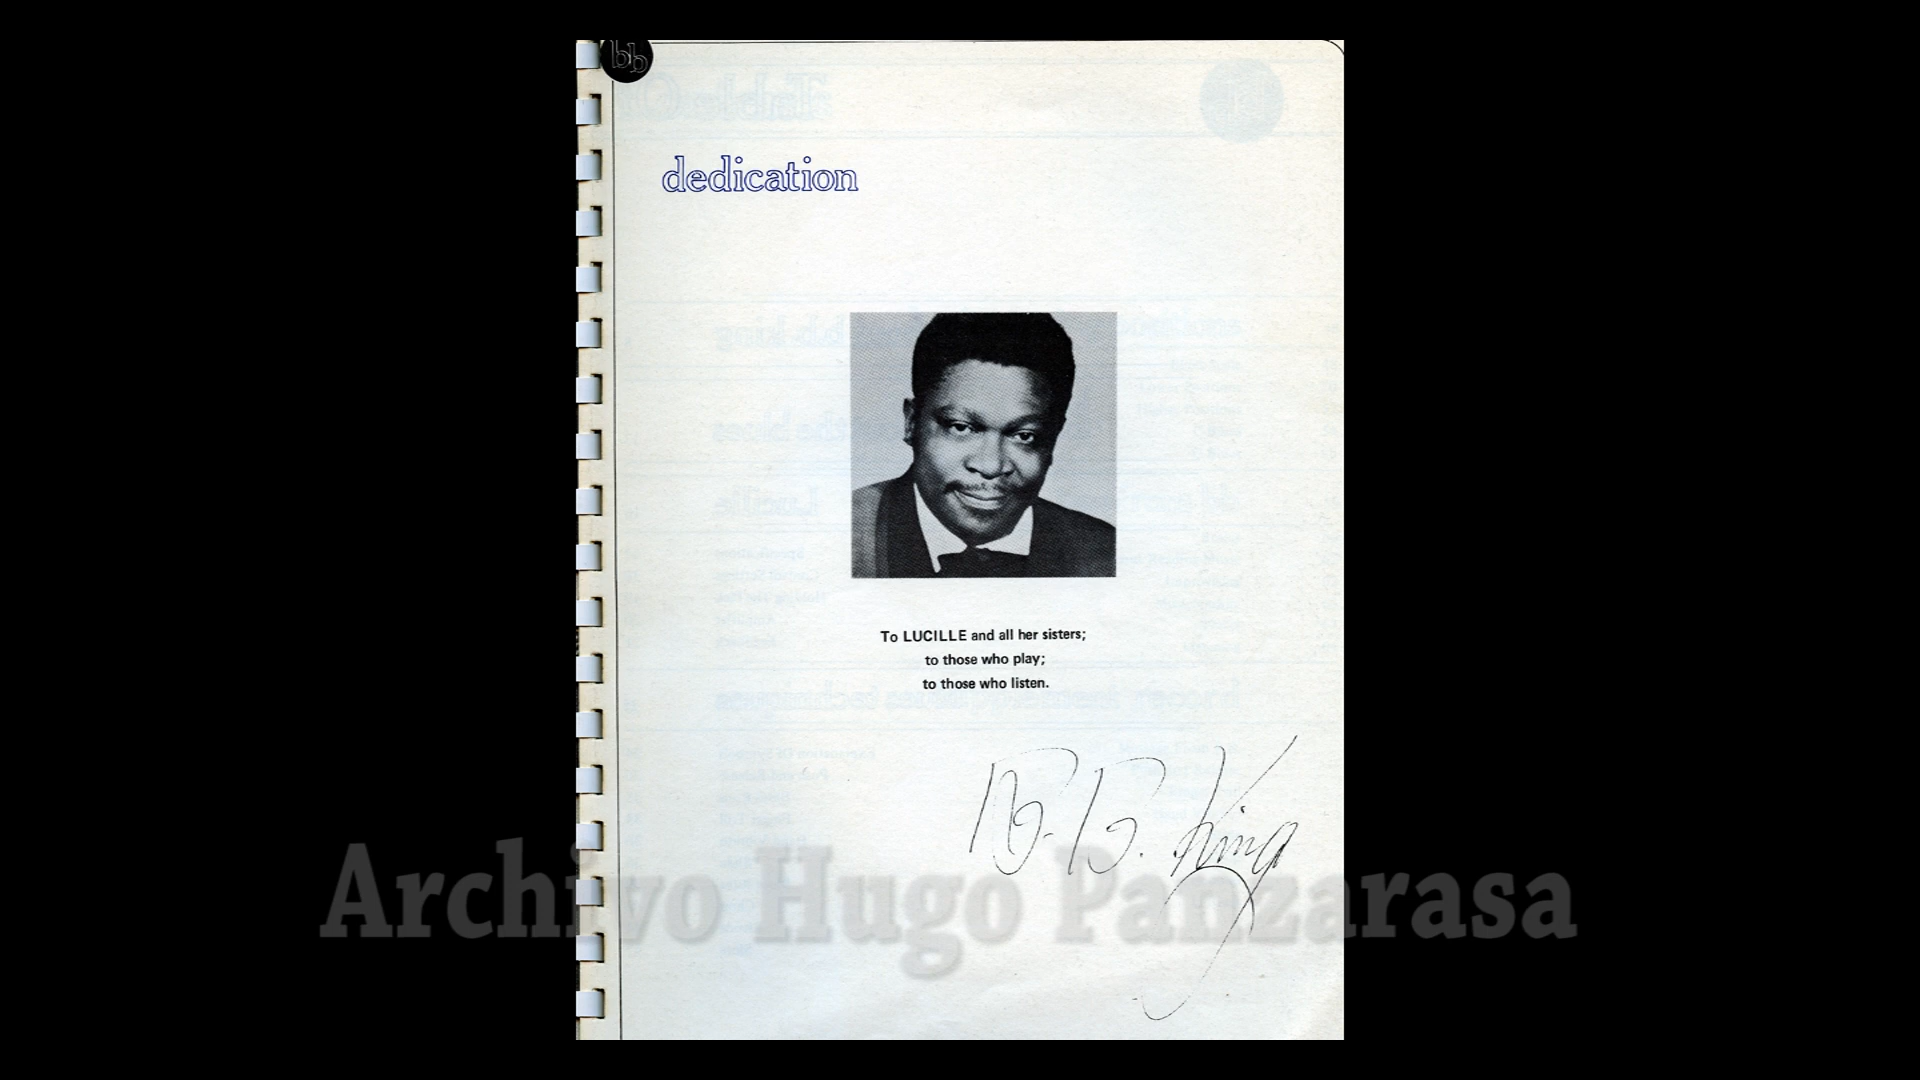 bb
dedication
To LUCILLE and all her sisters;
to those who play;
to those who listen.
B.B. King
Archivo Hugo Panzarasa